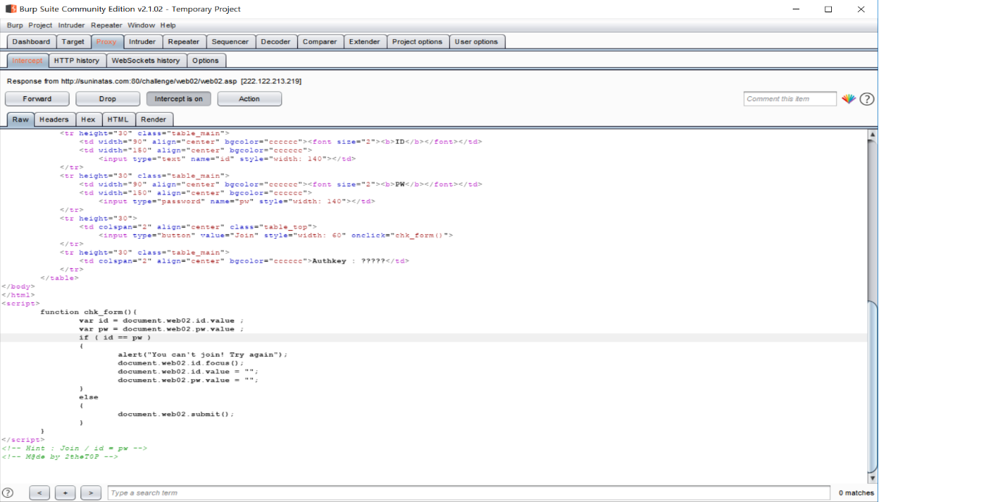 Burp Suite Community Edition v2.1.02 - Temporary Project
Burp Project Intruder Repeater Window Help
Dashboard Target Proxy Intruder Repeater Sequencer Decoder Comparer Extender Project options User options
Intercept HTTP history WebSockets history Options
Response from http://suninatas.com:80/challenge/web02/web02.asp [222.122.213.219]
Forward Drop Intercept is on Action Comment this item ?
Raw Headers Hex HTML Render
<tr height="30" class="table_main">
<td width="90" align="center" bgcolor="cccccc"><font size="2"><b>ID</b></font></td>
<td width="150" align="center" bgcolor="cccccc">
<input type="text" name="id" style="width: 140"></td>
</tr>
<tr height="30" class="table_main">
<td width="90" align="center" bgcolor="cccccc"><font size="2"><b>PW</b></font></td>
<td width="150" align="center" bgcolor="cccccc">
<input type="password" name="pw" style="width: 140"></td>
</tr>
<tr height="30">
<td colspan="2" align="center" class="table_top">
<input type="button" value="Join" style="width: 60" onclick="chk_form()">
</tr>
<tr height="30" class="table_main">
<td colspan="2" align="center" bgcolor="cccccc">Authkey : ?????</td>
</tr>
</table>
</body>
</html>
<script>
function chk_form(){
var id = document.web02.id.value ;
var pw = document.web02.pw.value ;
if ( id == pw )
{
alert("You can't join! Try again");
document.web02.id.focus();
document.web02.id.value = "";
document.web02.pw.value = "";
}
else
{
document.web02.submit();
}
}
</script>
<!-- Hint : Join / id = pw -->
<!-- M@de by 2theT0P -->
? < + > Type a search term 0 matches